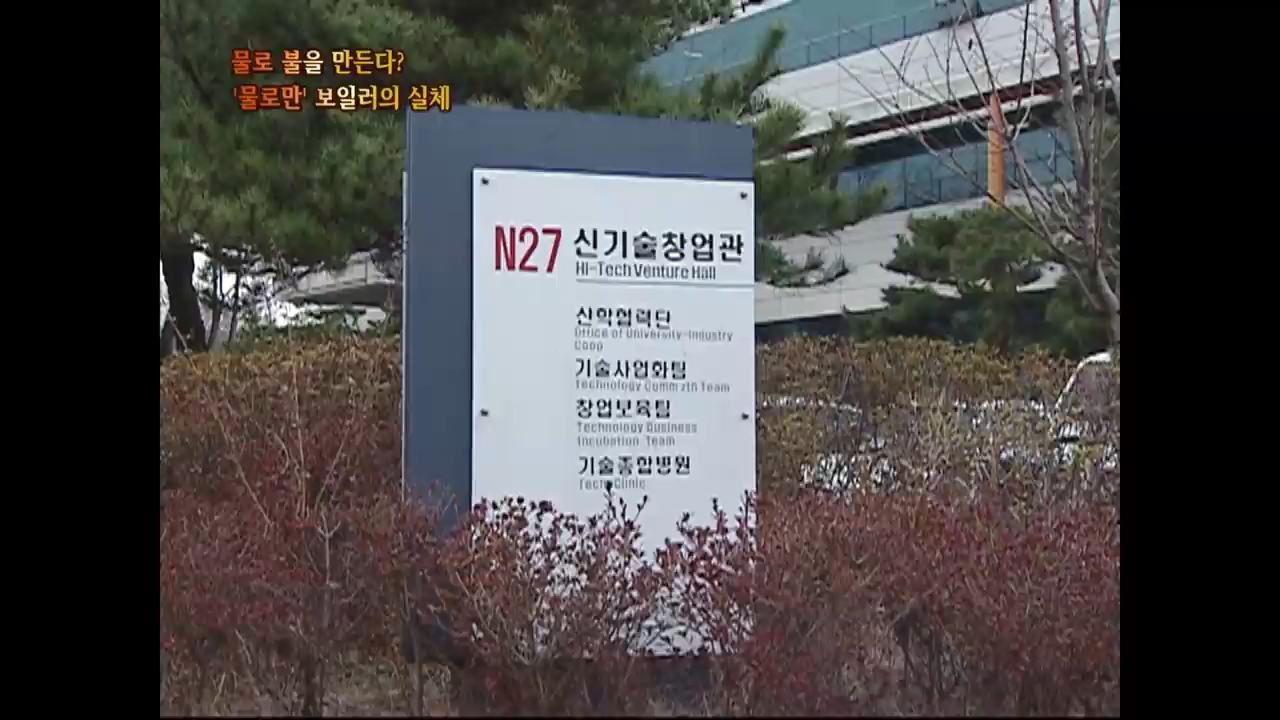 물로 불을 만든다?
'물로만' 보일러의 실체
N27 신기술창업관
Hi-Tech Venture Hall
산학협력단
Office of University-Industry
Coop
기술사업화팀
Technology Commzth Team
창업보육팀
Technology Business
Incubation Team
기술종합병원
Tech Clinic